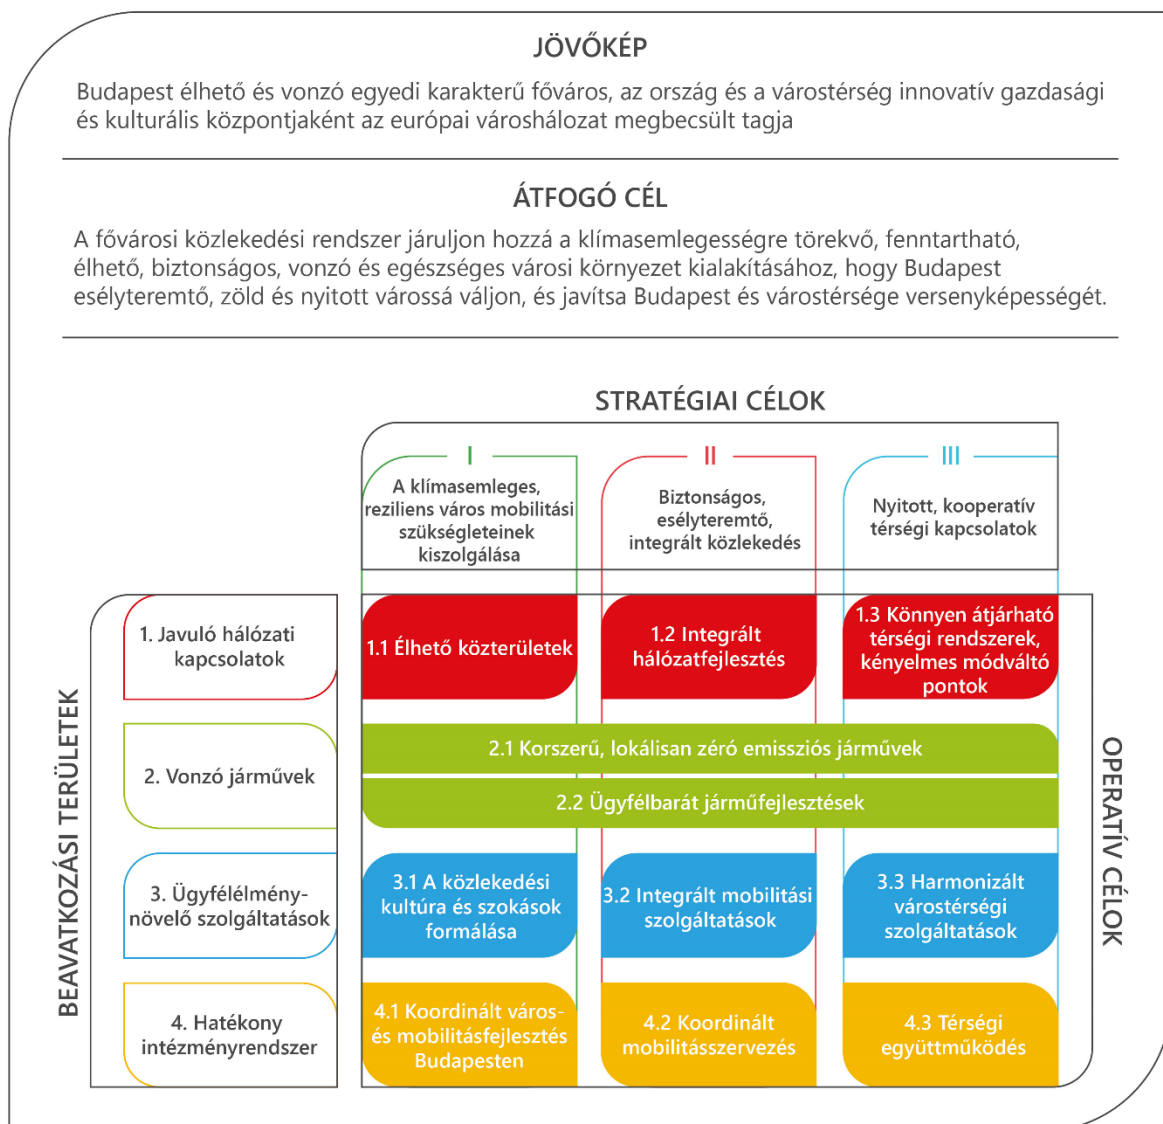 JÖVŐKÉP
Budapest élhető és vonzó egyedi karakterű főváros, az ország és a várostérség innovatív gazdasági
és kulturális központjaként az európai városhálózat megbecsült tagja
ÁTFOGÓ CÉL
A fővárosi közlekedési rendszer járuljon hozzá a klímasemlegességre törekvő, fenntartható,
élhető, biztonságos, vonzó és egészséges városi környezet kialakításához, hogy Budapest
esélyteremtő, zöld és nyitott várossá váljon, és javítsa Budapest és várostérsége versenyképességét.
STRATÉGIAI CÉLOK
I
A klímasemleges,
reziliens város mobilitási
szükségleteinek
kiszolgálása
II
Biztonságos,
esélyteremtő,
integrált közlekedés
III
Nyitott, kooperatív
térségi kapcsolatok
BEAVATKOZÁSI TERÜLETEK
OPERATÍV CÉLOK
1. Javuló hálózati
kapcsolatok
1.1 Élhető közterületek
1.2 Integrált
hálózatfejlesztés
1.3 Könnyen átjárható
térségi rendszerek,
kényelmes módváltó
pontok
2. Vonzó járművek
2.1 Korszerű, lokálisan zéró emissziós járművek
2.2 Ügyfélbarát járműfejlesztések
3. Ügyfélélmény-
növelő szolgáltatások
3.1 A közlekedési
kultúra és szokások
formálása
3.2 Integrált mobilitási
szolgáltatások
3.3 Harmonizált
várostérségi
szolgáltatások
4. Hatékony
intézményrendszer
4.1 Koordinált város-
és mobilitásfejlesztés
Budapesten
4.2 Koordinált
mobilitásszervezés
4.3 Térségi
együttműködés